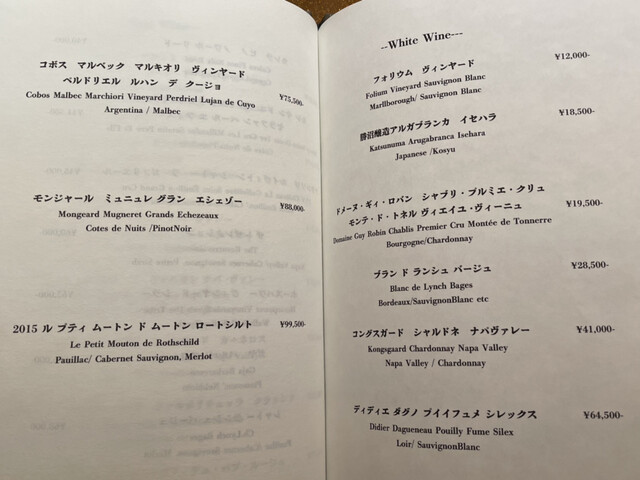 コボス　マルベック　マルキオリ　ヴィンヤード
ペルドリエル　ルハン　デ　クージョ
¥75,500-
Cobos Malbec Marchiori Vineyard Perdriel Lujan de Cuyo
Argentina / Malbec
モンジャール　ミュニュレ グラン　エシェゾー
¥88,000-
Mongeard Mugneret Grands Echezeaux
Cotes de Nuits /PinotNoir
2015 ル プティ ムートン ド ムートン ロートシルト
¥99,500-
Le Petit Mouton de Rothschild
Pauillac/ Cabernet Sauvignon, Merlot
--White Wine---
フォリウム　ヴィンヤード
¥12,000-
Folium Vineyard Sauvignon Blanc
Marllborough/ Sauvignon Blanc
勝沼醸造アルガブランカ　イセハラ
¥18,500-
Katsunuma Arugabranca Isehara
Japanese /Kosyu
ドメーヌ・ギィ・ロバン　シャブリ・プルミエ・クリュ
モンテ・ド・トネル ヴィエイユ・ヴィーニュ
¥19,500-
Domaine Guy Robin Chablis Premier Cru Montée de Tonnerre
Bourgogne/Chardonnay
ブラン ド ランシュ バージュ
¥28,500-
Blanc de Lynch Bages
Bordeaux/SauvignonBlanc etc
コングスガード　シャルドネ　ナパヴァレー
¥41,000-
Kongsgaard Chardonnay Napa Valley
Napa Valley / Chardonnay
ディディエ ダグノ プイイフュメ シレックス
¥64,500-
Didier Dagueneau Pouilly Fume Silex
Loir/ SauvignonBlanc